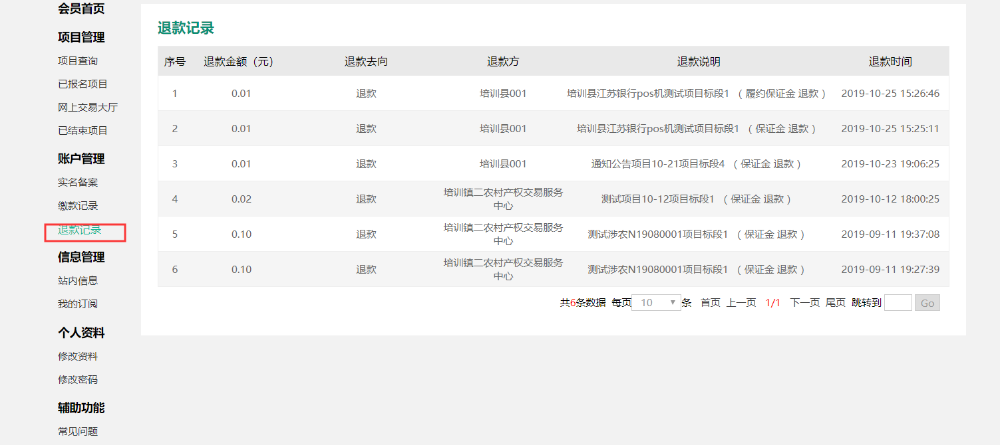 会员首页
项目管理
项目查询
已报名项目
网上交易大厅
已结束项目
账户管理
实名备案
缴款记录
退款记录
信息管理
站内信息
我的订阅
个人资料
修改资料
修改密码
辅助功能
常见问题
退款记录
序号 退款金额（元） 退款去向 退款方 退款说明 退款时间
1 0.01 退款 培训县001 培训县江苏银行pos机测试项目标段1 （ 履约保证金 退款 ） 2019-10-25 15:26:46
2 0.01 退款 培训县001 培训县江苏银行pos机测试项目标段1 （ 保证金 退款 ） 2019-10-25 15:25:11
3 0.01 退款 培训县001 通知公告项目10-21项目标段4 （ 保证金 退款 ） 2019-10-23 19:06:25
4 0.02 退款 培训镇二农村产权交易服务中心 测试项目10-12项目标段1 （ 保证金 退款 ） 2019-10-12 18:00:25
5 0.10 退款 培训镇二农村产权交易服务中心 测试涉农N19080001项目标段1 （ 保证金 退款 ） 2019-09-11 19:37:08
6 0.10 退款 培训镇二农村产权交易服务中心 测试涉农N19080001项目标段1 （ 保证金 退款 ） 2019-09-11 19:27:39
共6条数据 每页 10 条 首页 上一页 1/1 下一页 尾页 跳转到 Go